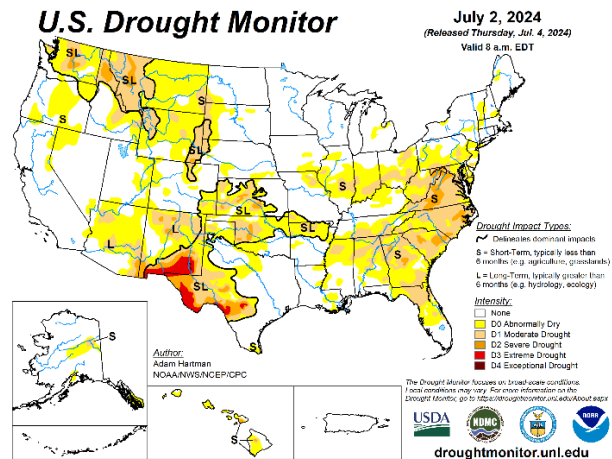 U.S. Drought Monitor
July 2, 2024
(Released Thursday, Jul. 4, 2024)
Valid 8 a.m. EDT
SL
SL
S
S
SL
S
S
SL
SL
L
L
S
SL
S
Drought Impact Types:
Delineates dominant impacts
S = Short-Term, typically less than
6 months (e.g. agriculture, grasslands)
L = Long-Term, typically greater than
6 months (e.g. hydrology, ecology)
Intensity:
None
D0 Abnormally Dry
D1 Moderate Drought
D2 Severe Drought
D3 Extreme Drought
D4 Exceptional Drought
S
Author:
Adam Hartman
NOAA/NWS/NCEP/CPC
S
The Drought Monitor focuses on broad-scale conditions.
Local conditions may vary. For more information on the
Drought Monitor, go to https://droughtmonitor.unl.edu/About.aspx
USDA
NDMC
NOAA
droughtmonitor.unl.edu